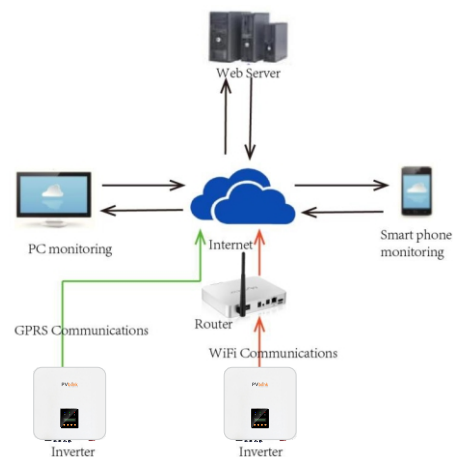 Web Server
PC monitoring
Internet
Smart phone
monitoring
GPRS Communications
Router
WiFi Communications
Inverter
Inverter